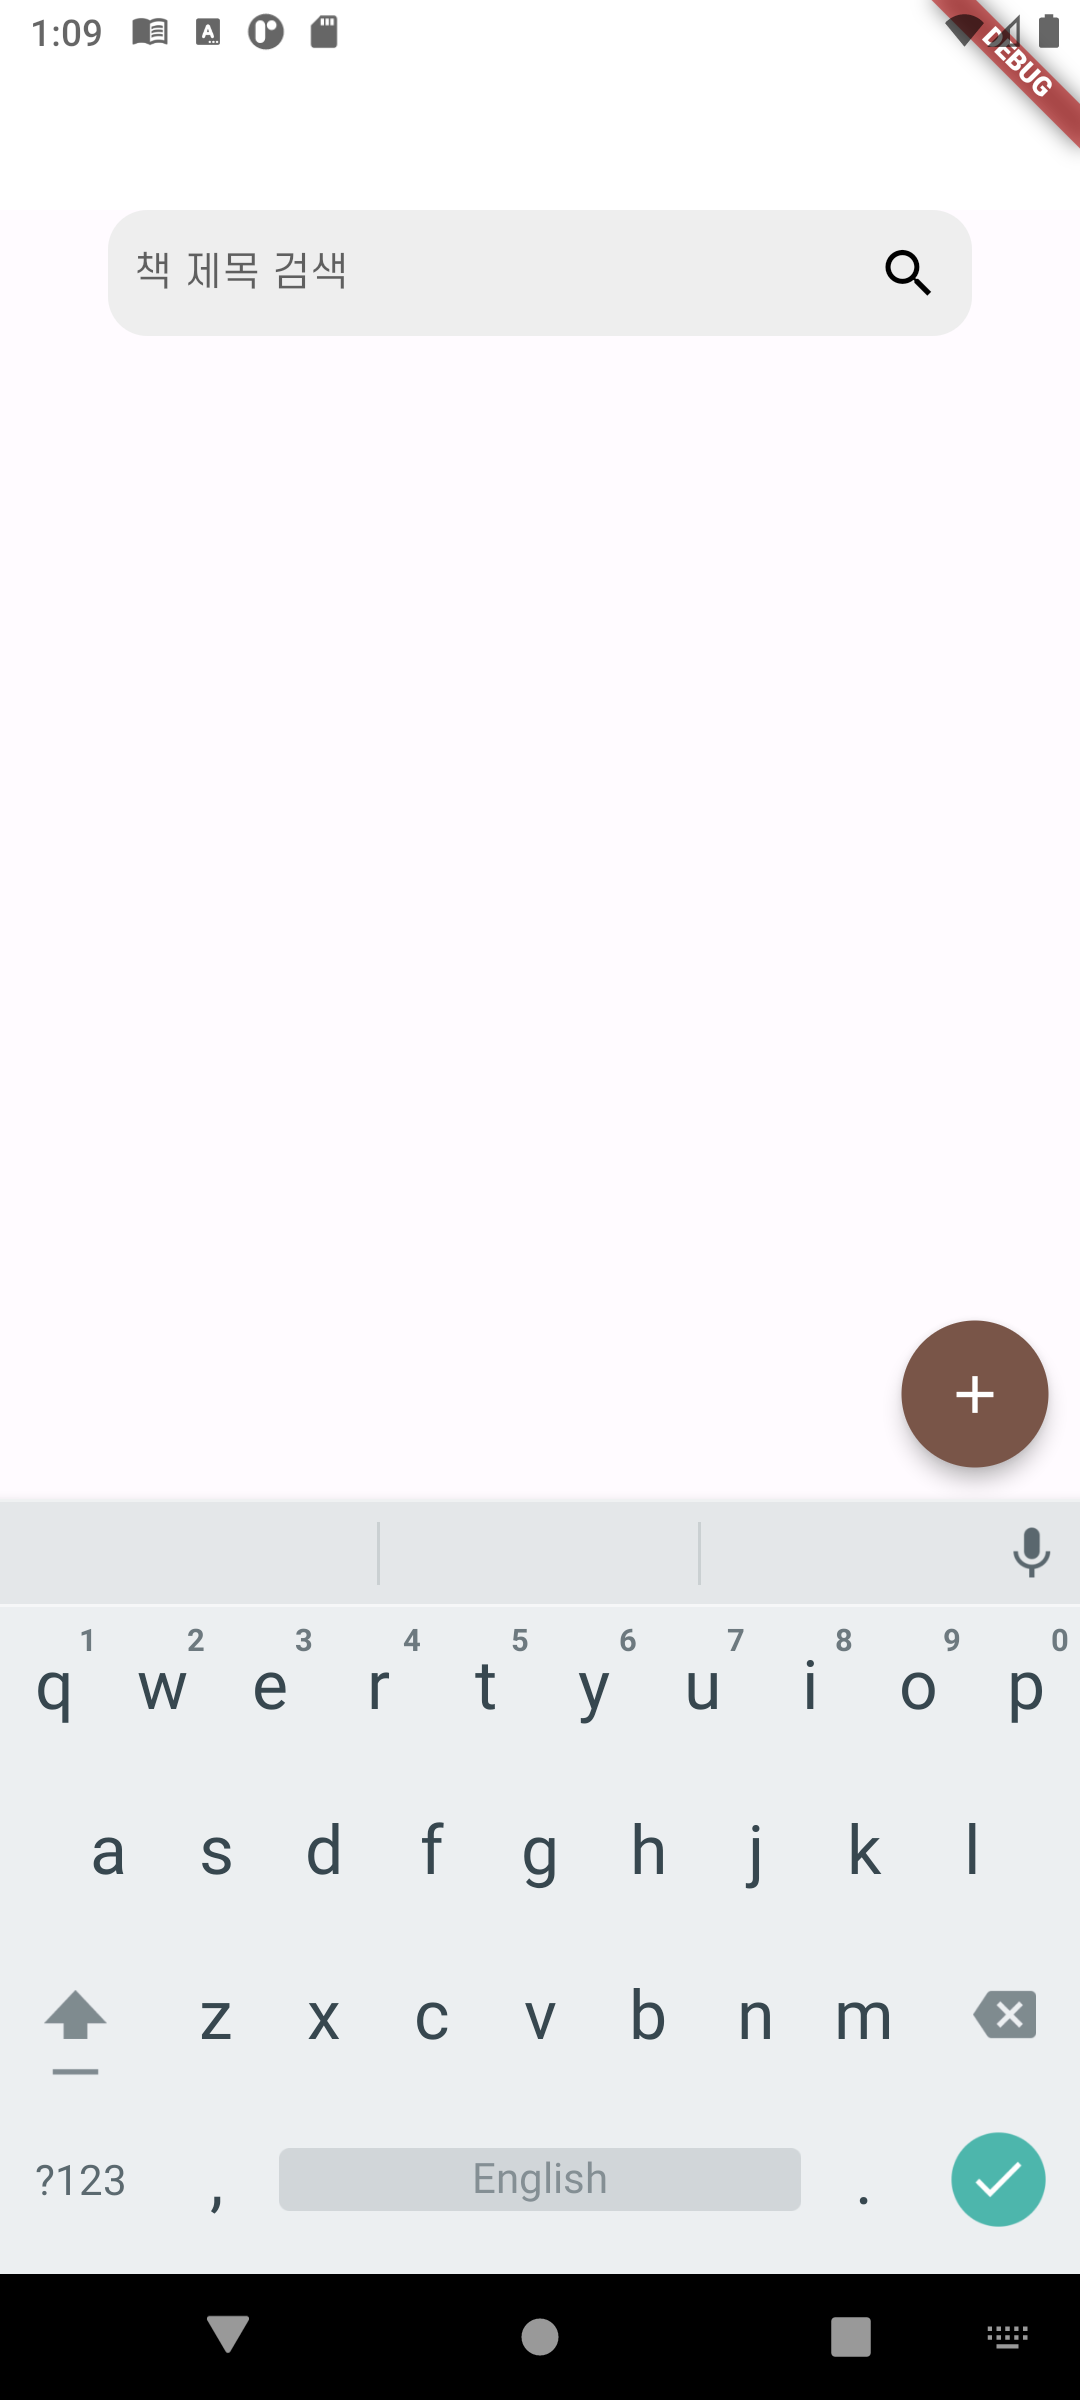 1:09
DEBUG
책 제목 검색
1 2 3 4 5 6 7 8 9 0
q w e r t y u i o p
a s d f g h j k l
z x c v b n m
?123 , English .